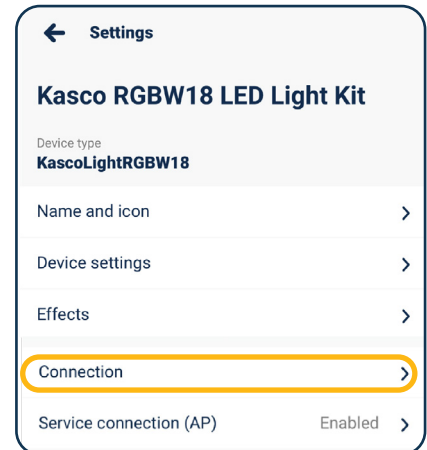 Settings
Kasco RGBW18 LED Light Kit
Device type
KascoLightRGBW18
Name and icon
Device settings
Effects
Connection
Service connection (AP) Enabled